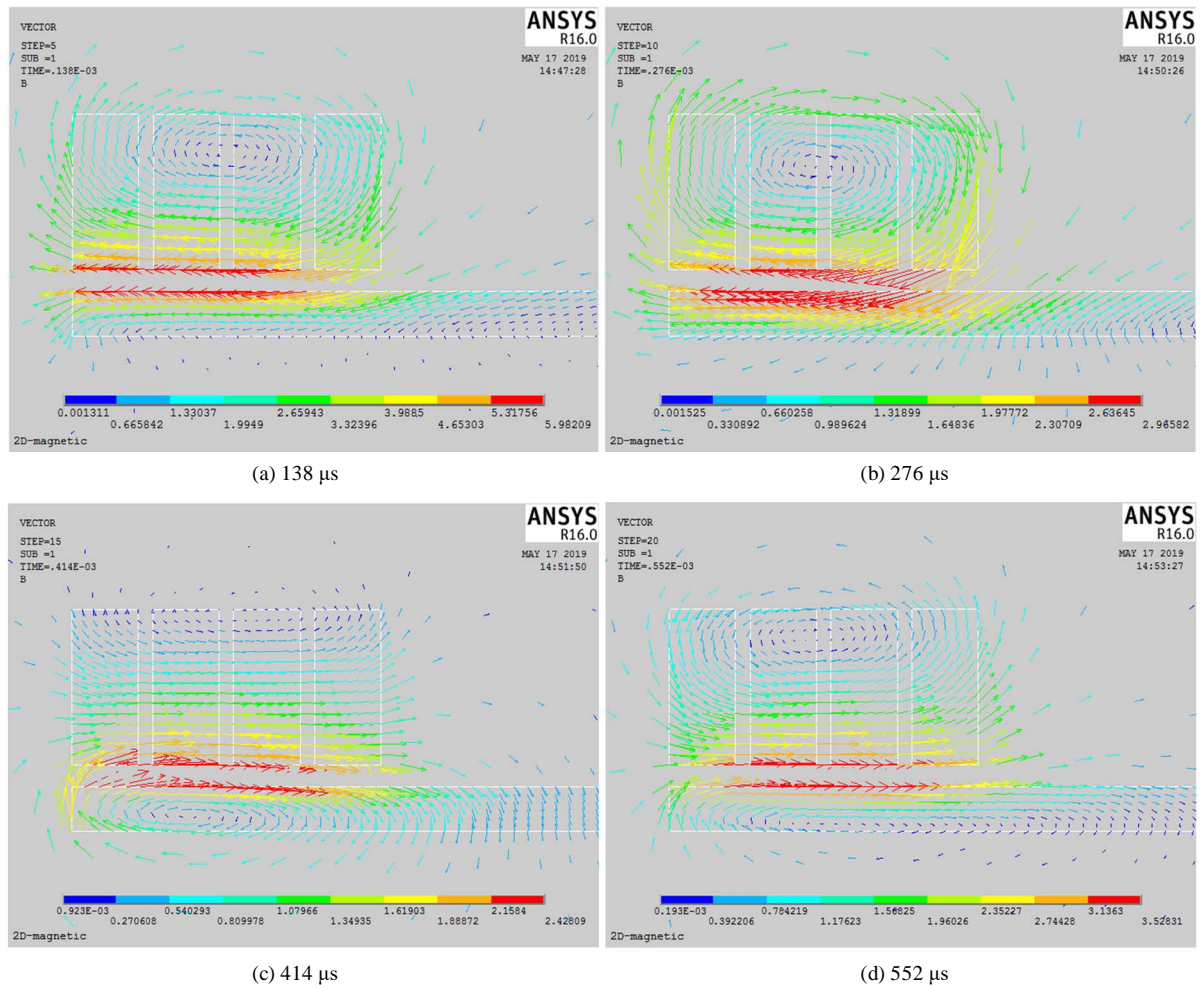 VECTOR
STEP=5
SUB =1
TIME=.138E-03
B
ANSYS
R16.0
MAY 17 2019
14:47:28
0.001311 1.33037 2.65943 3.9885 5.31756
0.665842 1.9949 3.32396 4.65303 5.98209
2D-magnetic
(a) 138 μs
VECTOR
STEP=10
SUB =1
TIME=.276E-03
B
ANSYS
R16.0
MAY 17 2019
14:50:26
0.001525 0.660258 1.31899 1.97772 2.63645
0.330892 0.989624 1.64836 2.30709 2.96582
2D-magnetic
(b) 276 μs
VECTOR
STEP=15
SUB =1
TIME=.414E-03
B
ANSYS
R16.0
MAY 17 2019
14:51:50
0.923E-03 0.540293 1.07966 1.61903 2.1584
0.270608 0.809978 1.34935 1.88872 2.42809
2D-magnetic
(c) 414 μs
VECTOR
STEP=20
SUB =1
TIME=.552E-03
B
ANSYS
R16.0
MAY 17 2019
14:53:27
0.193E-03 0.784219 1.56825 2.35227 3.1363
0.392206 1.17623 1.96026 2.74428 3.52831
2D-magnetic
(d) 552 μs